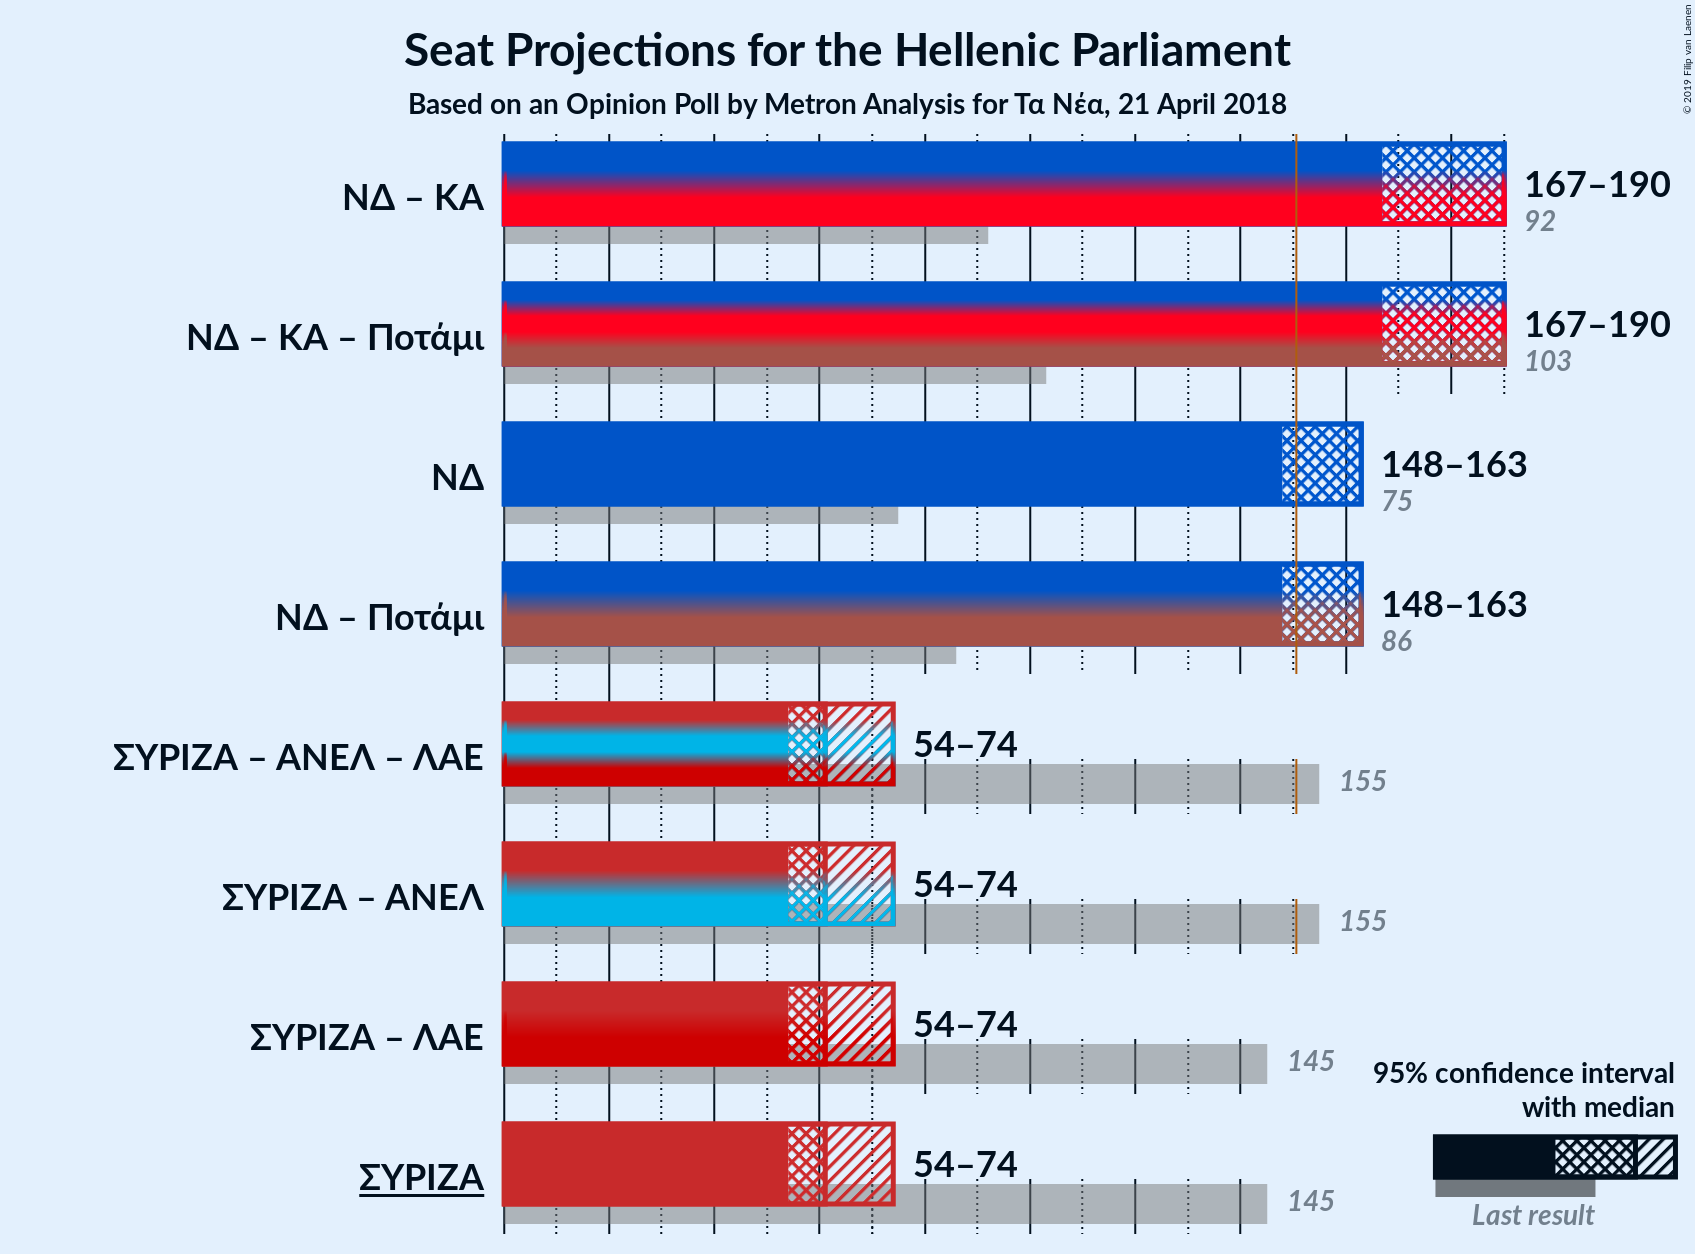 Seat Projections for the Hellenic Parliament
Based on an Opinion Poll by Metron Analysis for Τα Νέα, 21 April 2018
© 2019 Filip van Laenen
ΝΔ – ΚΑ
167–190
92
ΝΔ – ΚΑ – Ποτάμι
167–190
103
ΝΔ
148–163
75
ΝΔ – Ποτάμι
148–163
86
ΣΥΡΙΖΑ – ΑΝΕΛ – ΛΑΕ
54–74
155
ΣΥΡΙΖΑ – ΑΝΕΛ
54–74
155
ΣΥΡΙΖΑ – ΛΑΕ
54–74
145
ΣΥΡΙΖΑ
54–74
145
95% confidence interval
with median
Last result